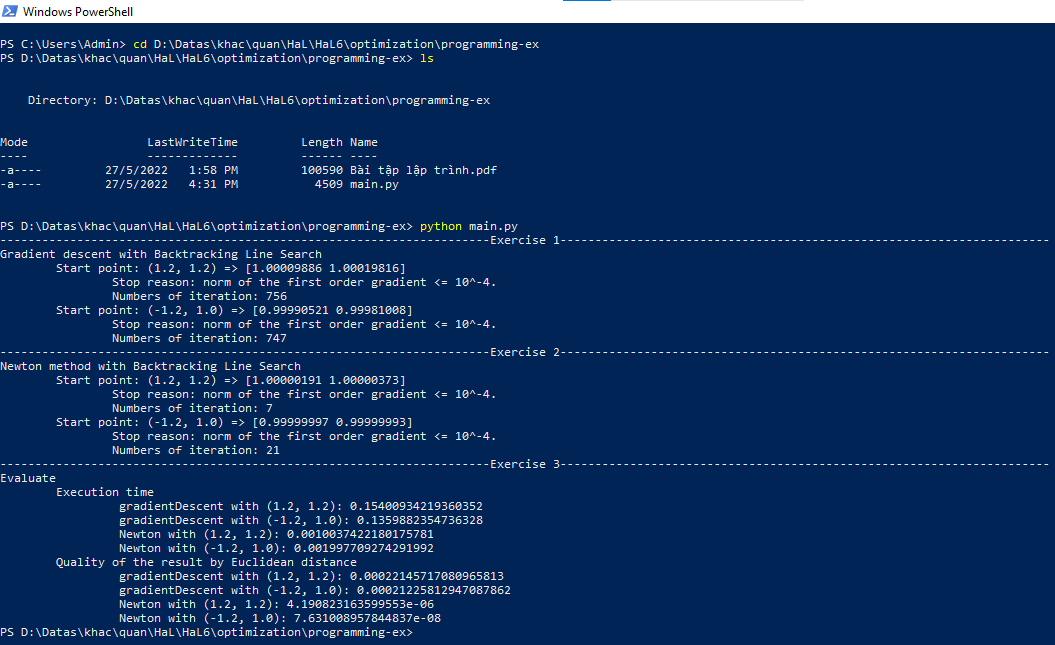 Windows PowerShell
PS C:\Users\Admin> cd D:\Datas\khac\quan\HaL\HaL6\optimization\programming-ex
PS D:\Datas\khac\quan\HaL\HaL6\optimization\programming-ex> ls
Directory: D:\Datas\khac\quan\HaL\HaL6\optimization\programming-ex
Mode LastWriteTime Length Name
---- ------------- ------ ----
-a---- 27/5/2022 1:58 PM 100590 Bài tập lập trình.pdf
-a---- 27/5/2022 4:31 PM 4509 main.py
PS D:\Datas\khac\quan\HaL\HaL6\optimization\programming-ex> python main.py
----------------------------------------------------------------------Exercise 1----------------------------------------------------------------------
Gradient descent with Backtracking Line Search
Start point: (1.2, 1.2) => [1.00009886 1.00019816]
Stop reason: norm of the first order gradient <= 10^-4.
Numbers of iteration: 756
Start point: (-1.2, 1.0) => [0.99990521 0.99981008]
Stop reason: norm of the first order gradient <= 10^-4.
Numbers of iteration: 747
----------------------------------------------------------------------Exercise 2----------------------------------------------------------------------
Newton method with Backtracking Line Search
Start point: (1.2, 1.2) => [1.00000191 1.00000373]
Stop reason: norm of the first order gradient <= 10^-4.
Numbers of iteration: 7
Start point: (-1.2, 1.0) => [0.99999997 0.99999993]
Stop reason: norm of the first order gradient <= 10^-4.
Numbers of iteration: 21
----------------------------------------------------------------------Exercise 3----------------------------------------------------------------------
Evaluate
Execution time
gradientDescent with (1.2, 1.2): 0.15400934219360352
gradientDescent with (-1.2, 1.0): 0.1359882354736328
Newton with (1.2, 1.2): 0.0010037422180175781
Newton with (-1.2, 1.0): 0.001997709274291992
Quality of the result by Euclidean distance
gradientDescent with (1.2, 1.2): 0.00022145717080965813
gradientDescent with (-1.2, 1.0): 0.00021225812947087862
Newton with (1.2, 1.2): 4.190823163599553e-06
Newton with (-1.2, 1.0): 7.631008957844837e-08
PS D:\Datas\khac\quan\HaL\HaL6\optimization\programming-ex>